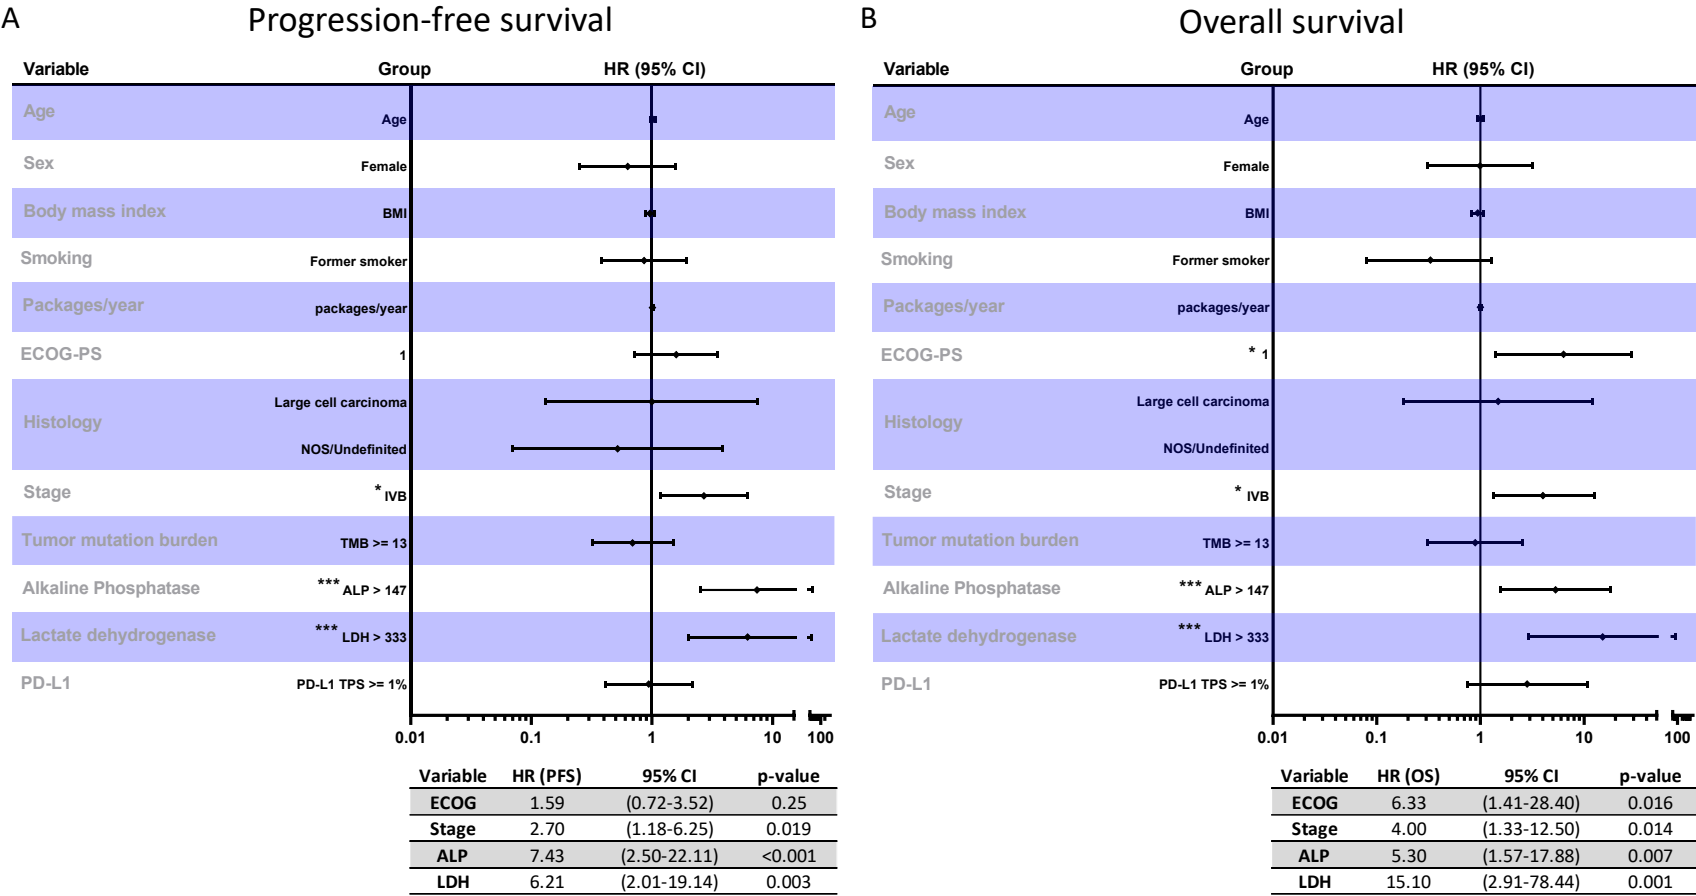 A
Progression-free survival
Variable Group HR (95% CI)
Age Age
Sex Female
Body mass index BMI
Smoking Former smoker
Packages/year packages/year
ECOG-PS 1
Large cell carcinoma
Histology
NOS/Undefinited
Stage * IVB
Tumor mutation burden TMB >= 13
Alkaline Phosphatase *** ALP > 147
Lactate dehydrogenase *** LDH > 333
PD-L1 PD-L1 TPS >= 1%
0.01 0.1 1 10 100
Variable HR (PFS) 95% CI p-value
ECOG 1.59 (0.72-3.52) 0.25
Stage 2.70 (1.18-6.25) 0.019
ALP 7.43 (2.50-22.11) <0.001
LDH 6.21 (2.01-19.14) 0.003
B
Overall survival
Variable Group HR (95% CI)
Age Age
Sex Female
Body mass index BMI
Smoking Former smoker
Packages/year packages/year
ECOG-PS * 1
Large cell carcinoma
Histology
NOS/Undefinited
Stage * IVB
Tumor mutation burden TMB >= 13
Alkaline Phosphatase *** ALP > 147
Lactate dehydrogenase *** LDH > 333
PD-L1 PD-L1 TPS >= 1%
0.01 0.1 1 10 100
Variable HR (OS) 95% CI p-value
ECOG 6.33 (1.41-28.40) 0.016
Stage 4.00 (1.33-12.50) 0.014
ALP 5.30 (1.57-17.88) 0.007
LDH 15.10 (2.91-78.44) 0.001